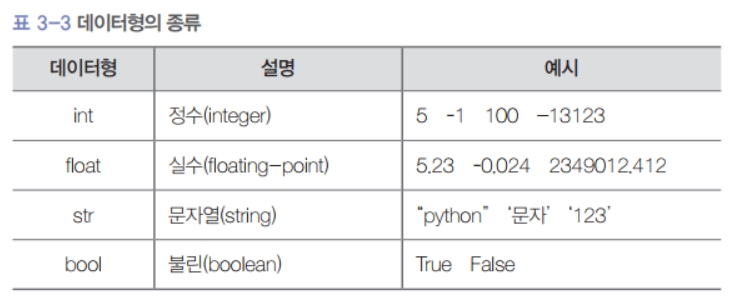 표 3-3 데이터형의 종류
데이터형 설명 예시
int 정수(integer) 5 -1 100 -13123
float 실수(floating-point) 5.23 -0.024 2349012.412
str 문자열(string) “python” ‘문자’ ‘123’
bool 불린(boolean) True False